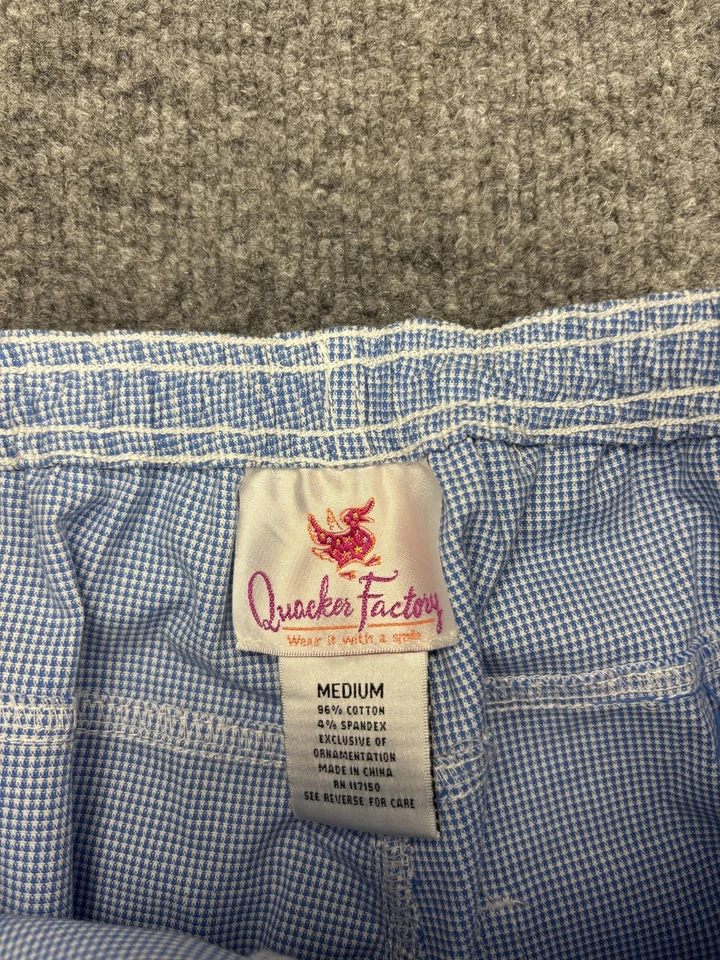 Quacker Factory
Wear it with a smile
MEDIUM
96% COTTON
4% SPANDEX
EXCLUSIVE OF
ORNAMENTATION
MADE IN CHINA
RN 117150
SEE REVERSE FOR CARE